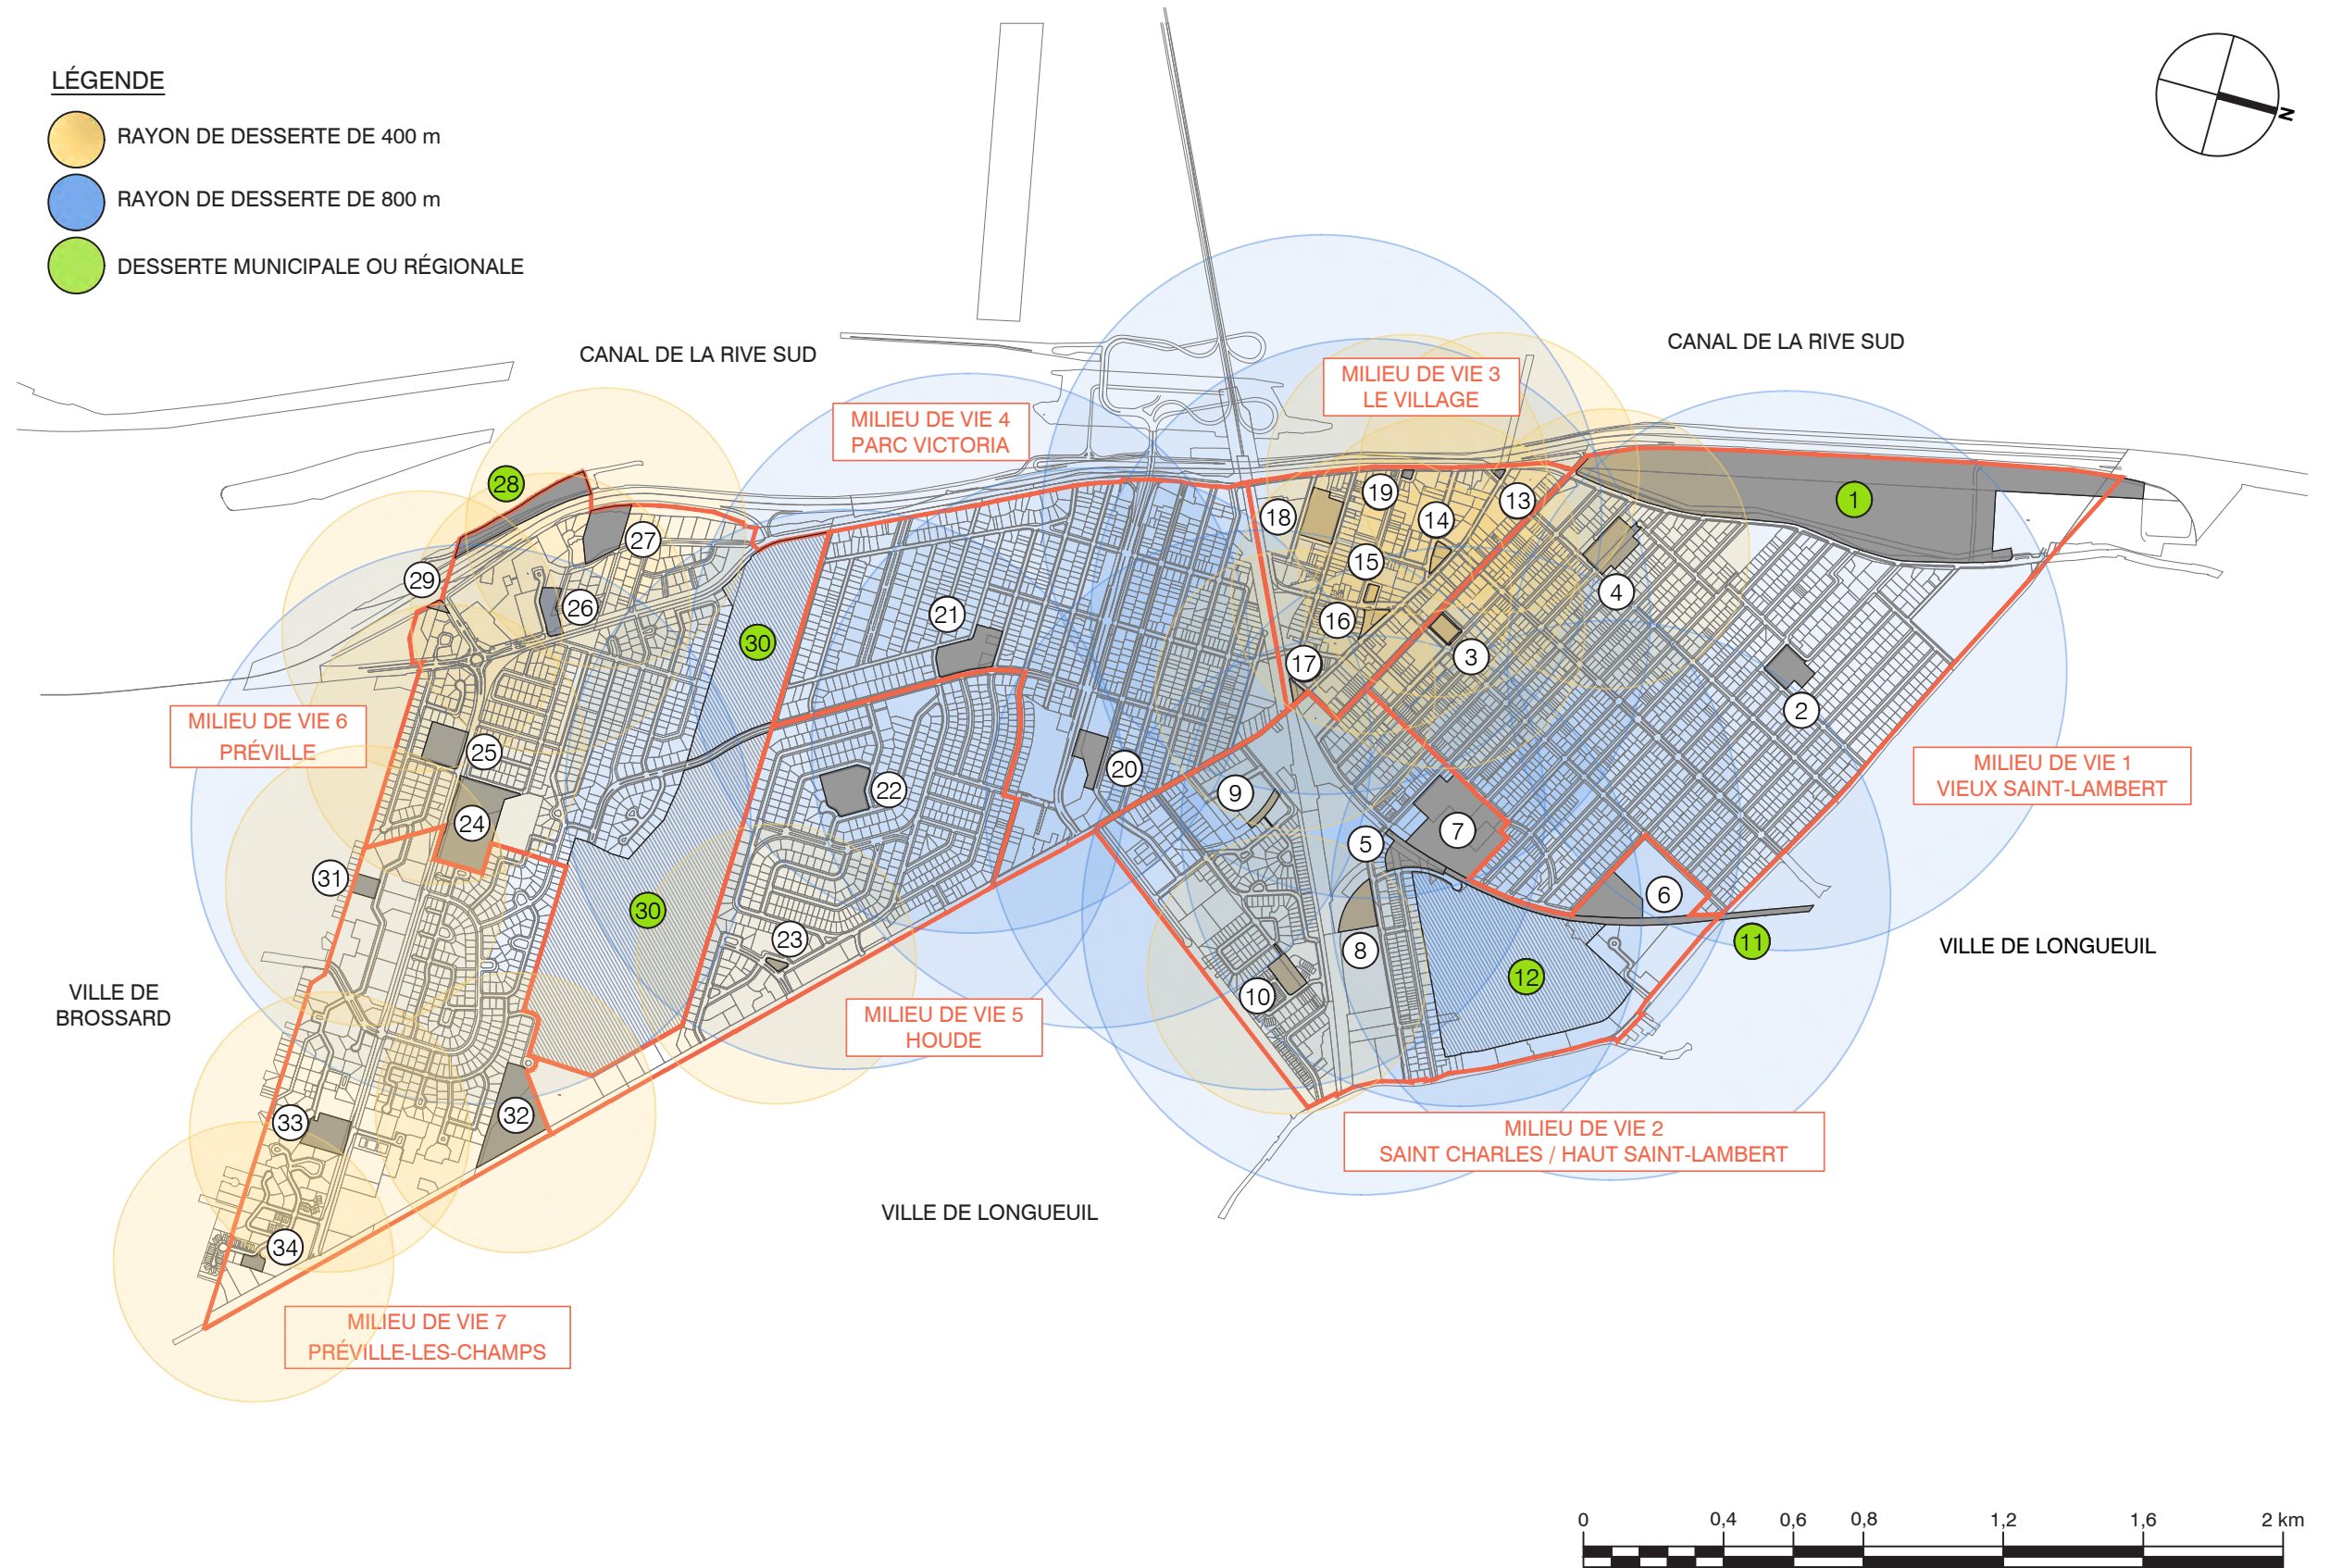 LÉGENDE
RAYON DE DESSERTE DE 400 m
RAYON DE DESSERTE DE 800 m
DESSERTE MUNICIPALE OU RÉGIONALE
N
CANAL DE LA RIVE SUD
CANAL DE LA RIVE SUD
MILIEU DE VIE 3
LE VILLAGE
MILIEU DE VIE 4
PARC VICTORIA
28
27
29
26
30
21
18
19
14
13
15
16
17
3
4
1
2
MILIEU DE VIE 6
PRÉVILLE
25
24
22
20
9
5
7
6
MILIEU DE VIE 1
VIEUX SAINT-LAMBERT
31
30
23
10
8
12
11
VILLE DE LONGUEUIL
VILLE DE
BROSSARD
MILIEU DE VIE 5
HOUDE
33
32
MILIEU DE VIE 2
SAINT CHARLES / HAUT SAINT-LAMBERT
VILLE DE LONGUEUIL
34
MILIEU DE VIE 7
PRÉVILLE-LES-CHAMPS
0 0,4 0,6 0,8 1,2 1,6 2 km